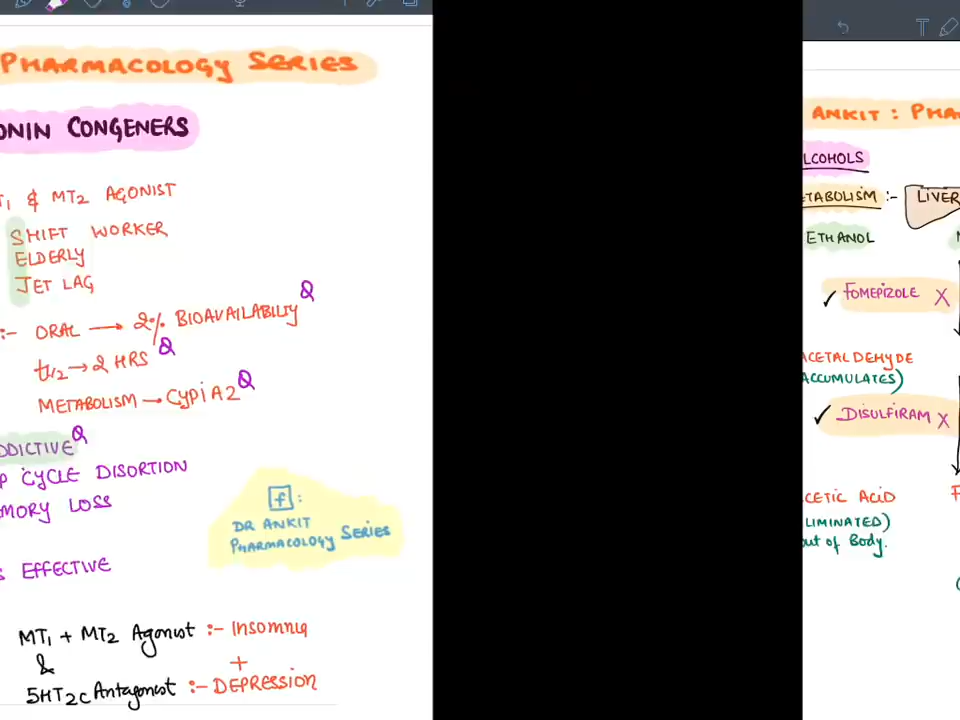 PHARMACOLOGY SERIES
ONIN CONGENERS
T1 & MT2 AGONIST
SHIFT WORKER
ELDERLY
JET LAG
:- ORAL → 2% BIOAVAILABILITY Q
t1/2 → 2 HRS Q
METABOLISM → CYP1A2 Q
DDICTIVE Q
P CYCLE DISORTION
MORY LOSS
f :
DR ANKIT
PHARMACOLOGY SERIES
S EFFECTIVE
MT1 + MT2 Agonist :- INSOMNIA
& +
5HT2C Antagonist :- DEPRESSION
ANKIT : PHA
LCOHOLS
ETABOLISM :- LIVER
ETHANOL
✓ FOMEPIZOLE X
ACETALDEHYDE
ACCUMULATES)
✓ DISULFIRAM X
CETIC ACID F
LIMINATED)
out of Body.